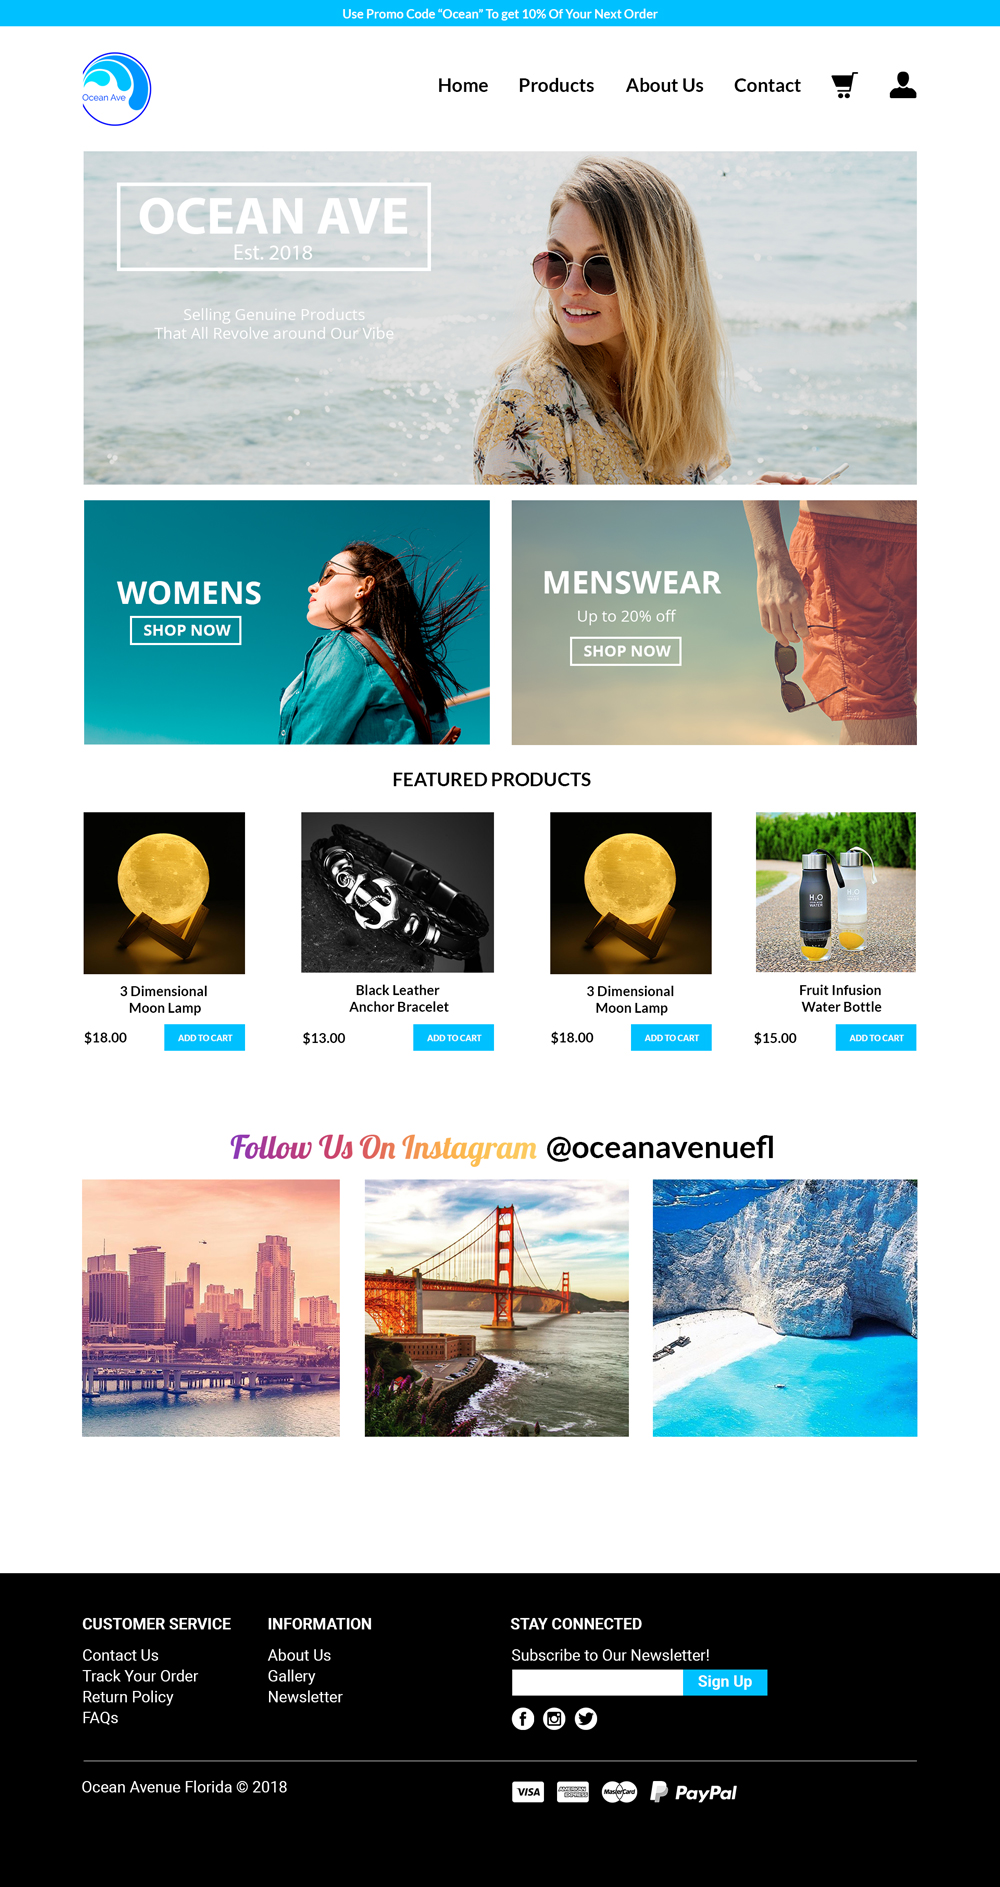 Use Promo Code “Ocean” To get 10% Of Your Next Order
Ocean Ave
Home
Products
About Us
Contact
OCEAN AVE
Est. 2018
Selling Genuine Products
That All Revolve around Our Vibe
WOMENS
SHOP NOW
MENSWEAR
Up to 20% off
SHOP NOW
FEATURED PRODUCTS
3 Dimensional
Moon Lamp
$18.00
ADD TO CART
Black Leather
Anchor Bracelet
$13.00
ADD TO CART
3 Dimensional
Moon Lamp
$18.00
ADD TO CART
H2O
WATER
H2O
Fruit Infusion
Water Bottle
$15.00
ADD TO CART
Follow Us On Instagram @oceanavenuefl
CUSTOMER SERVICE
Contact Us
Track Your Order
Return Policy
FAQs
INFORMATION
About Us
Gallery
Newsletter
STAY CONNECTED
Subscribe to Our Newsletter!
Sign Up
Ocean Avenue Florida © 2018
VISA
AMERICAN
EXPRESS
MasterCard
PayPal